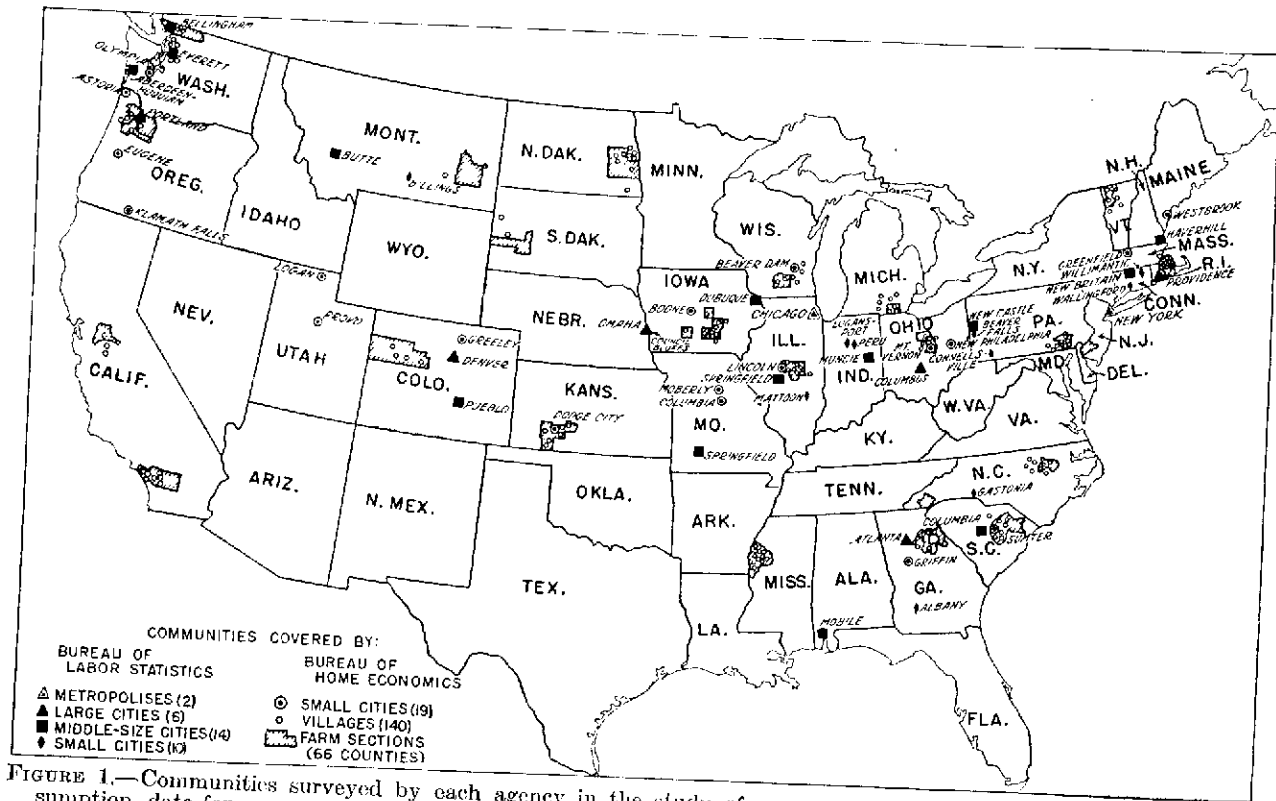 BELLINGHAM
EVERETT
OLYMPIA
WASH.
ABERDEEN-
HOQUIAM
ASTORIA
PORTLAND
EUGENE
OREG.
KLAMATH FALLS
IDAHO
MONT.
BUTTE
BILLINGS
WYO.
N. DAK.
S. DAK.
MINN.
WIS.
BEAVER DAM
MICH.
IOWA
DUBUQUE
BOONE
COUNCIL
BLUFFS
OMAHA
NEBR.
CHICAGO
ILL.
LINCOLN
SPRINGFIELD
MATTOON
MOBERLY
COLUMBIA
MO.
SPRINGFIELD
LOGANS-
PORT
PERU
MUNCIE
IND.
OHIO
MT.
VERNON
COLUMBUS
NEW CASTLE
BEAVER
FALLS
NEW PHILADELPHIA
CONNELLS-
VILLE
PA.
N.Y.
N.H.
MAINE
VT.
WESTBROOK
HAVERHILL
MASS.
GREENFIELD
WILLIMANTIC
R.I.
NEW BRITAIN
PROVIDENCE
WALLINGFORD
CONN.
NEW YORK
N.J.
MD.
DEL.
W.VA.
VA.
KY.
TENN.
N.C.
GASTONIA
COLUMBIA
SUMTER
S.C.
ATLANTA
GRIFFIN
GA.
ALBANY
ALA.
MOBILE
MISS.
LA.
ARK.
OKLA.
TEX.
KANS.
DODGE CITY
COLO.
GREELEY
DENVER
PUEBLO
LOGAN
PROVO
UTAH
NEV.
CALIF.
ARIZ.
N. MEX.
FLA.
COMMUNITIES COVERED BY:
BUREAU OF
LABOR STATISTICS
METROPOLISES (2)
LARGE CITIES (6)
MIDDLE-SIZE CITIES (14)
SMALL CITIES (10)
BUREAU OF
HOME ECONOMICS
SMALL CITIES (19)
VILLAGES (140)
FARM SECTIONS
(66 COUNTIES)
FIGURE 1.—Communities surveyed by each agency in the study of